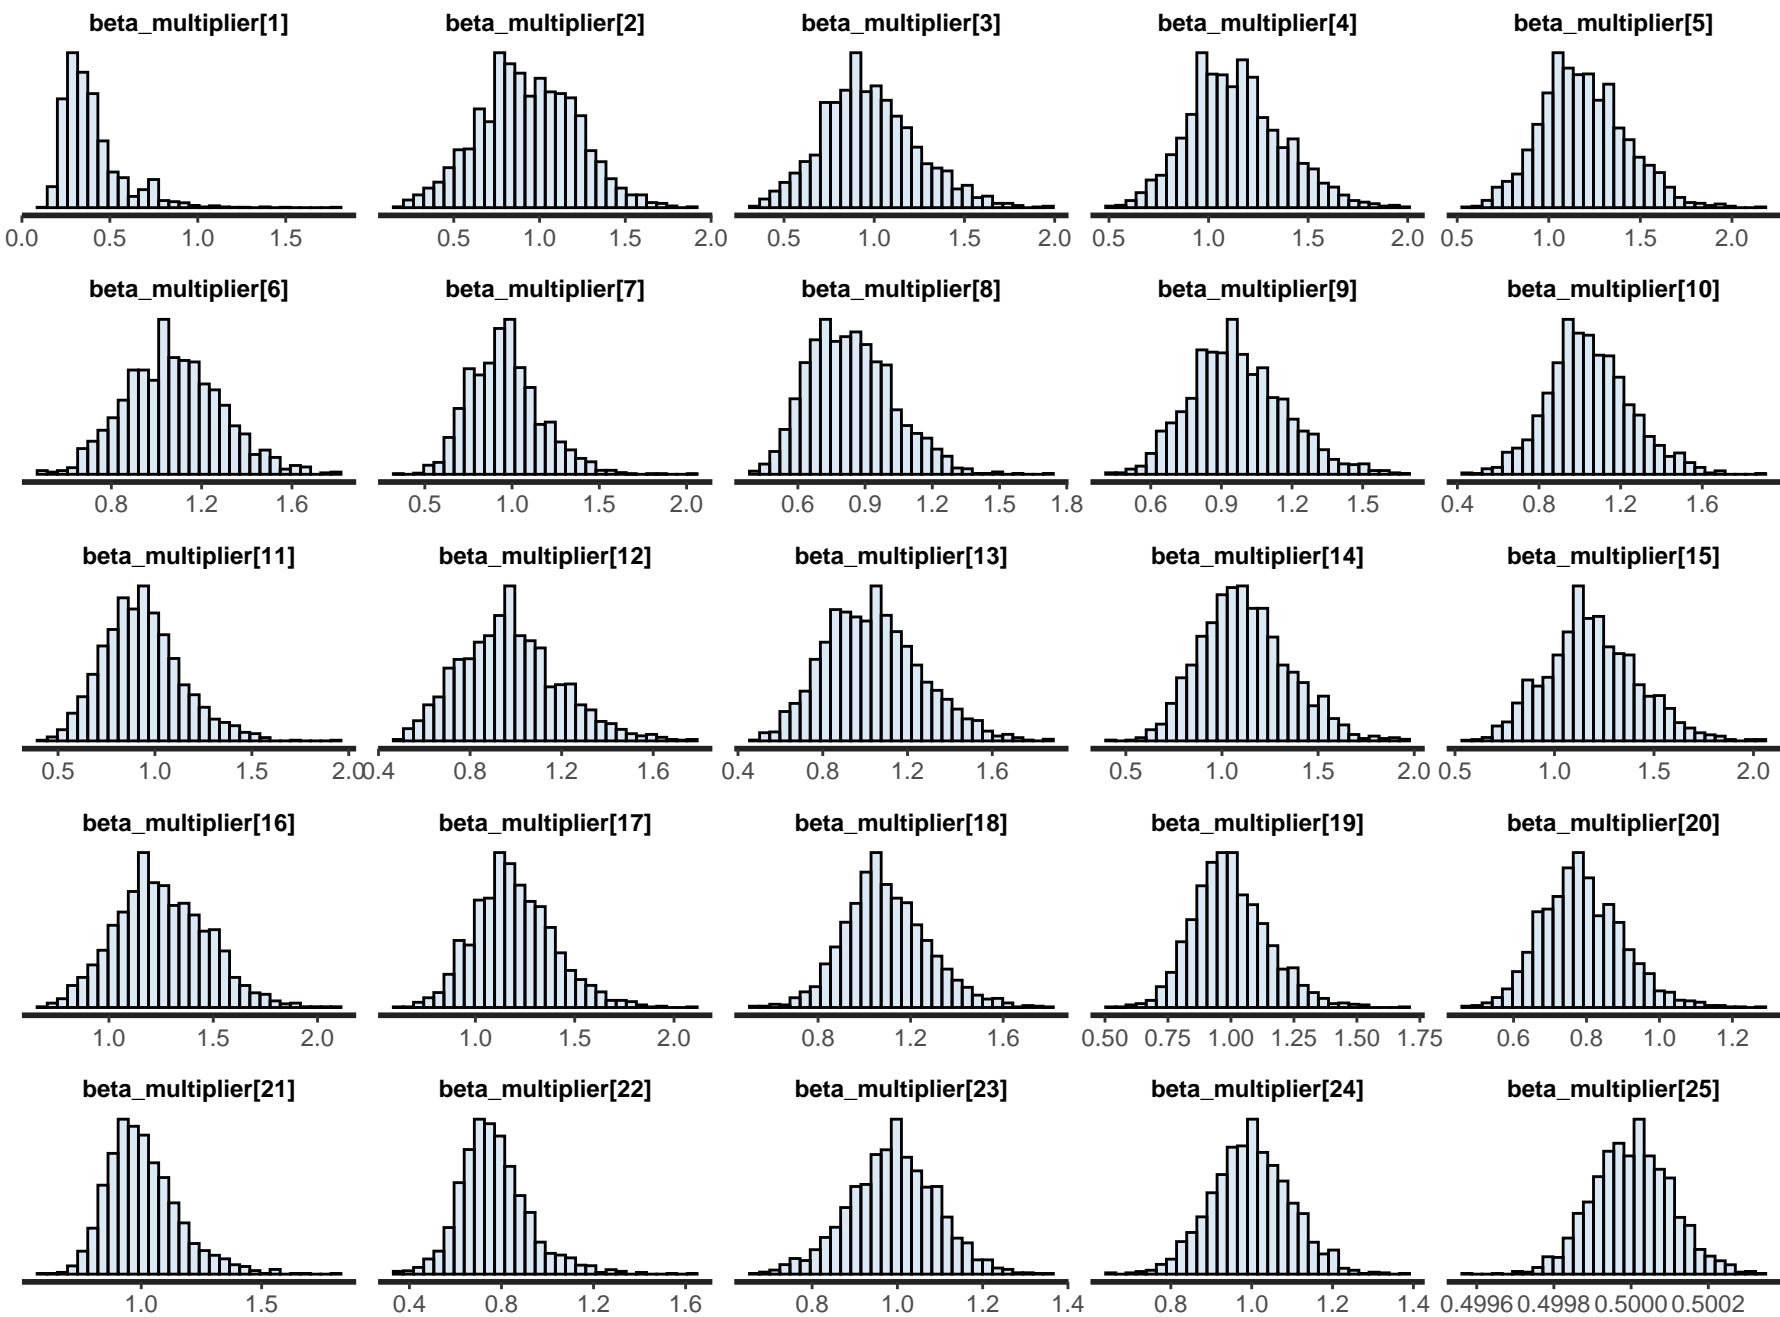 beta_multiplier[1] beta_multiplier[2] beta_multiplier[3] beta_multiplier[4] beta_multiplier[5]
0.0 0.5 1.0 1.5 0.5 1.0 1.5 2.0 0.5 1.0 1.5 2.0 0.5 1.0 1.5 2.0 0.5 1.0 1.5 2.0
beta_multiplier[6] beta_multiplier[7] beta_multiplier[8] beta_multiplier[9] beta_multiplier[10]
0.8 1.2 1.6 0.5 1.0 1.5 2.0 0.6 0.9 1.2 1.5 1.8 0.6 0.9 1.2 1.5 0.4 0.8 1.2 1.6
beta_multiplier[11] beta_multiplier[12] beta_multiplier[13] beta_multiplier[14] beta_multiplier[15]
0.5 1.0 1.5 2.0 0.4 0.8 1.2 1.6 0.4 0.8 1.2 1.6 0.5 1.0 1.5 2.0 0.5 1.0 1.5 2.0
beta_multiplier[16] beta_multiplier[17] beta_multiplier[18] beta_multiplier[19] beta_multiplier[20]
1.0 1.5 2.0 1.0 1.5 2.0 0.8 1.2 1.6 0.50 0.75 1.00 1.25 1.50 1.75 0.6 0.8 1.0 1.2
beta_multiplier[21] beta_multiplier[22] beta_multiplier[23] beta_multiplier[24] beta_multiplier[25]
1.0 1.5 0.4 0.8 1.2 1.6 0.8 1.0 1.2 1.4 0.8 1.0 1.2 1.4 0.4996 0.4998 0.5000 0.5002